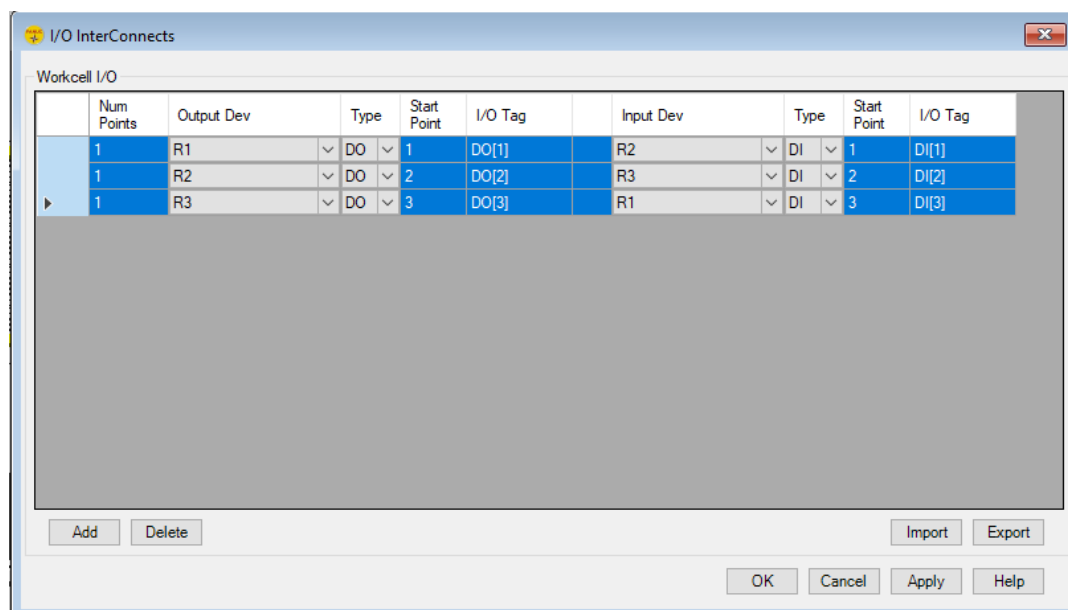 I/O InterConnects
Workcell I/O
Num Points Output Dev Type Start Point I/O Tag Input Dev Type Start Point I/O Tag
1 R1 DO 1 DO[1] R2 DI 1 DI[1]
1 R2 DO 2 DO[2] R3 DI 2 DI[2]
1 R3 DO 3 DO[3] R1 DI 3 DI[3]
Add Delete Import Export
OK Cancel Apply Help